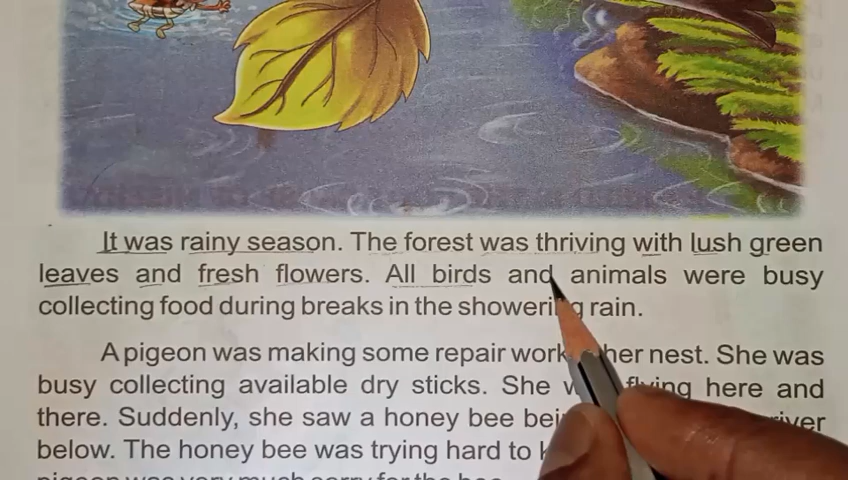 It was rainy season. The forest was thriving with lush green
leaves and fresh flowers. All birds and animals were busy
collecting food during breaks in the showering rain.
A pigeon was making some repair work her nest. She was
busy collecting available dry sticks. She flying here and
there. Suddenly, she saw a honey bee river
below. The honey bee was trying hard to
pigeon was very much sorry for the bee